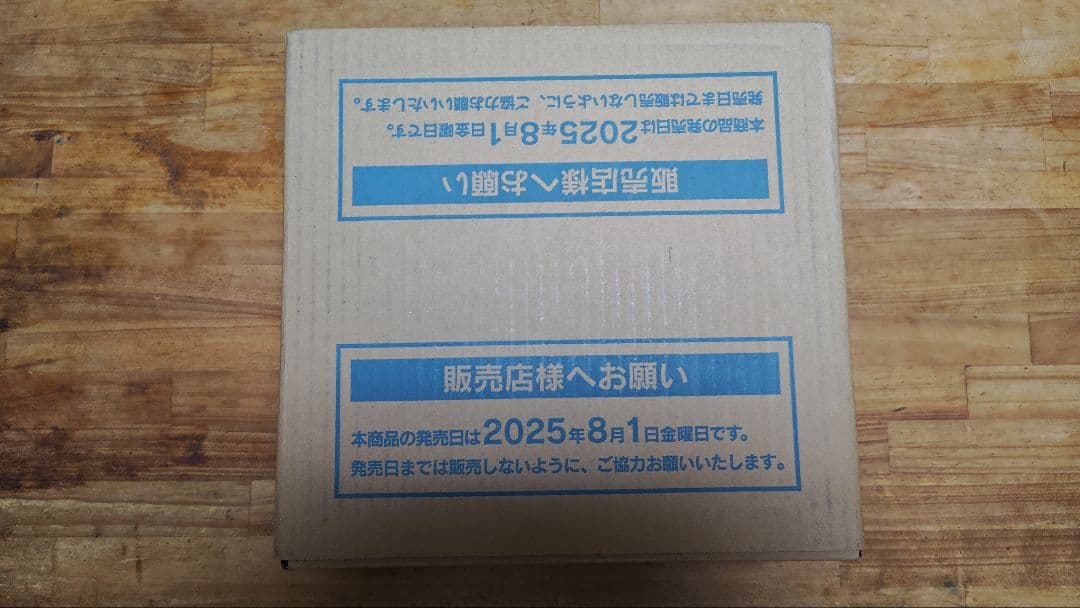 販売店様へお願い
本商品の発売日は2025年8月1日金曜日です。
発売日までは販売しないように、ご協力お願いいたします。
販売店様へお願い
本商品の発売日は2025年8月1日金曜日です。
発売日までは販売しないように、ご協力お願いいたします。